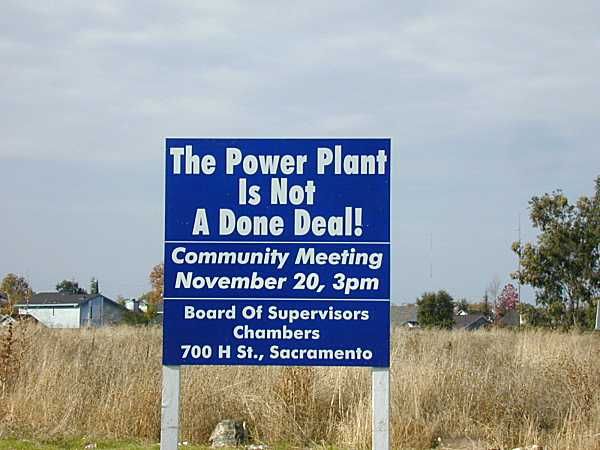 The Power Plant
Is Not
A Done Deal!
Community Meeting
November 20, 3pm
Board Of Supervisors
Chambers
700 H St., Sacramento